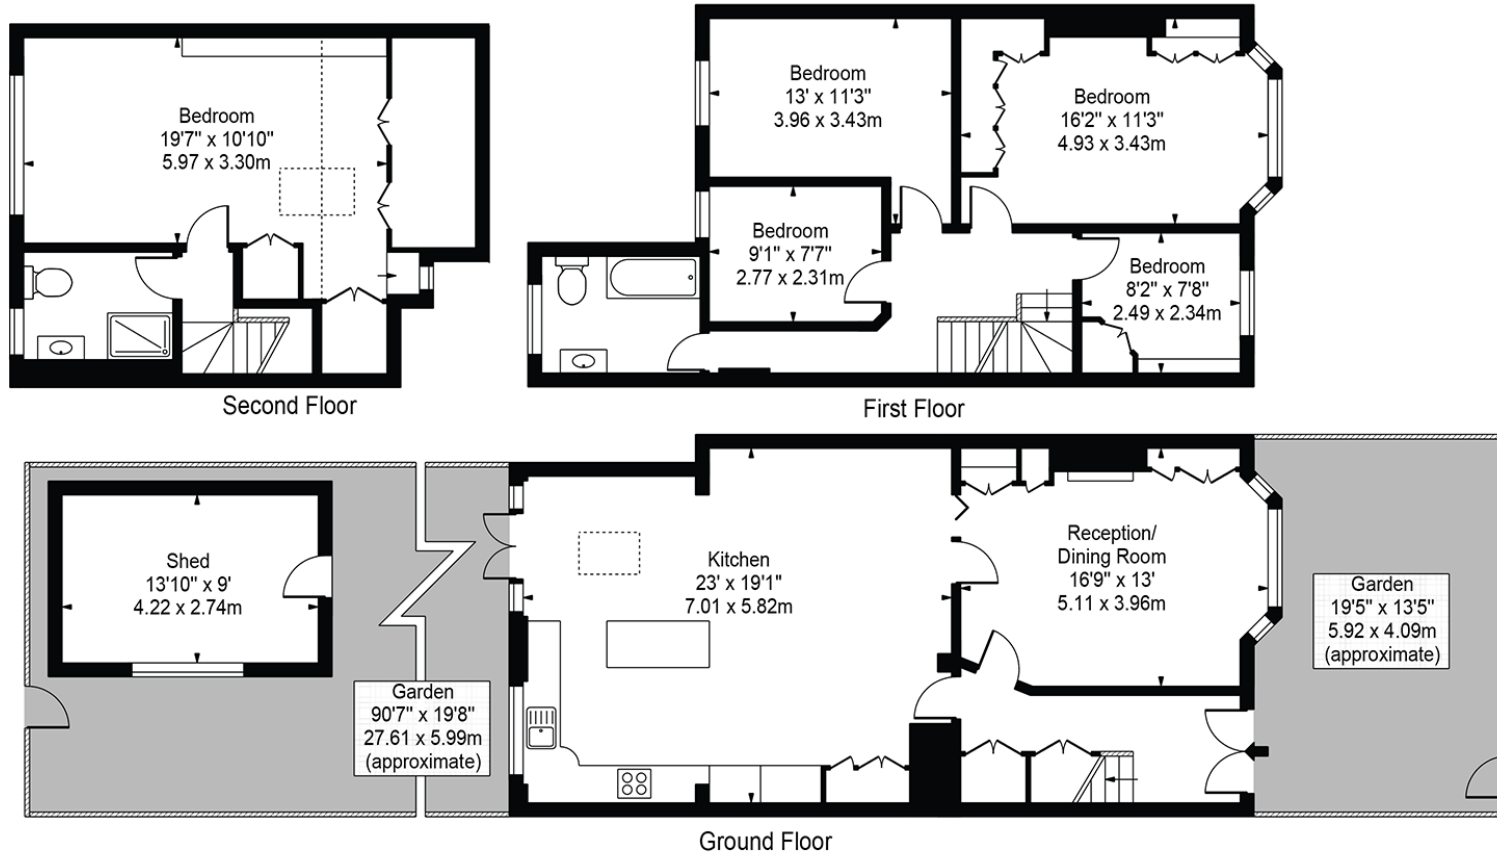 Bedroom
19'7" x 10'10"
5.97 x 3.30m
Second Floor
Bedroom
13' x 11'3"
3.96 x 3.43m
Bedroom
16'2" x 11'3"
4.93 x 3.43m
Bedroom
9'1" x 7'7"
2.77 x 2.31m
Bedroom
8'2" x 7'8"
2.49 x 2.34m
First Floor
Shed
13'10" x 9'
4.22 x 2.74m
Garden
90'7" x 19'8"
27.61 x 5.99m
(approximate)
Kitchen
23' x 19'1"
7.01 x 5.82m
Reception/
Dining Room
16'9" x 13'
5.11 x 3.96m
Garden
19'5" x 13'5"
5.92 x 4.09m
(approximate)
Ground Floor